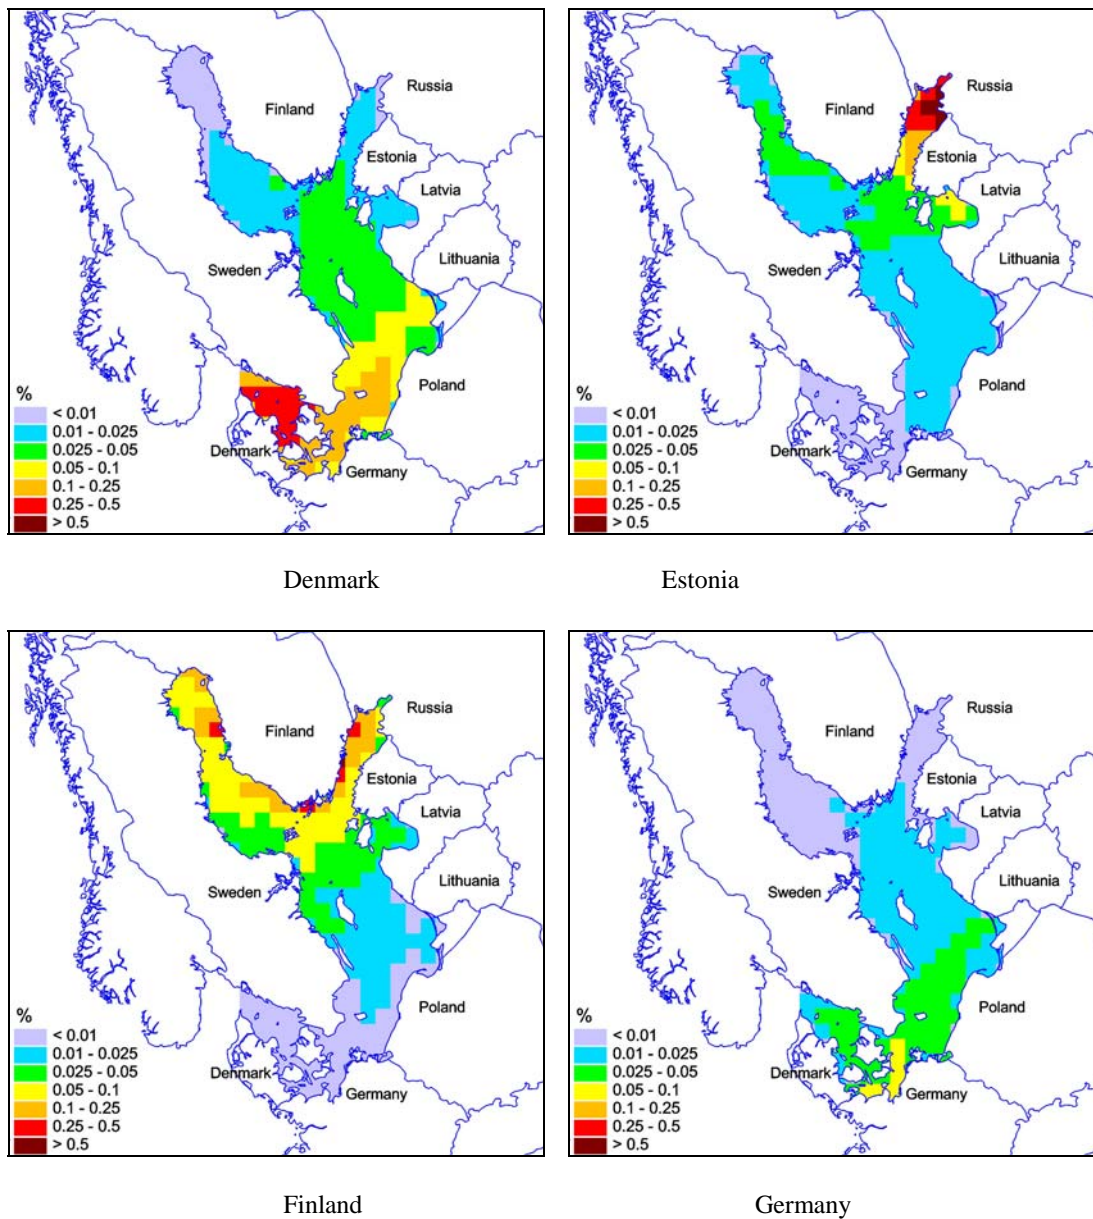 Russia
Finland
Estonia
Latvia
Lithuania
Sweden
Poland
%
< 0.01
0.01 - 0.025
0.025 - 0.05
0.05 - 0.1
0.1 - 0.25
0.25 - 0.5
> 0.5
Denmark
Germany
Russia
Finland
Estonia
Latvia
Lithuania
Sweden
Poland
%
< 0.01
0.01 - 0.025
0.025 - 0.05
0.05 - 0.1
0.1 - 0.25
0.25 - 0.5
> 0.5
Denmark
Germany
Denmark
Estonia
Russia
Finland
Estonia
Latvia
Lithuania
Sweden
Poland
%
< 0.01
0.01 - 0.025
0.025 - 0.05
0.05 - 0.1
0.1 - 0.25
0.25 - 0.5
> 0.5
Denmark
Germany
Russia
Finland
Estonia
Latvia
Lithuania
Sweden
Poland
%
< 0.01
0.01 - 0.025
0.025 - 0.05
0.05 - 0.1
0.1 - 0.25
0.25 - 0.5
> 0.5
Denmark
Germany
Finland
Germany